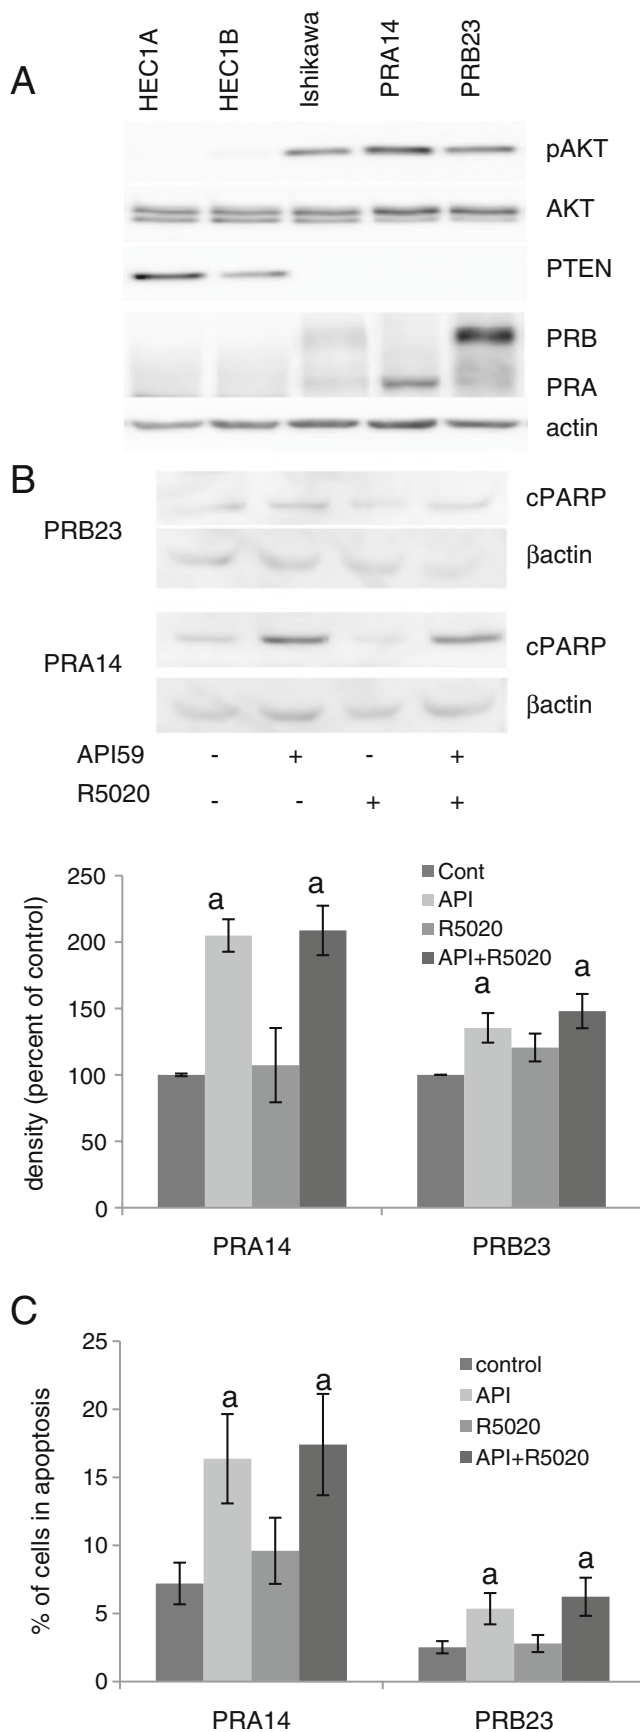 A
HEC1A HEC1B Ishikawa PRA14 PRB23
pAKT
AKT
PTEN
PRB
PRA
actin
B
PRB23
cPARP
βactin
PRA14
cPARP
βactin
API59 - + - +
R5020 - - + +
density (percent of control)
250
200
150
100
50
0
a a a a
Cont
API
R5020
API+R5020
PRA14 PRB23
C
% of cells in apoptosis
25
20
15
10
5
0
a a a a
control
API
R5020
API+R5020
PRA14 PRB23